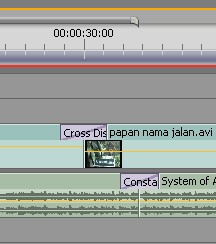 00:00:30:00
Cross Dis papan nama jalan.avi
Consta System of A